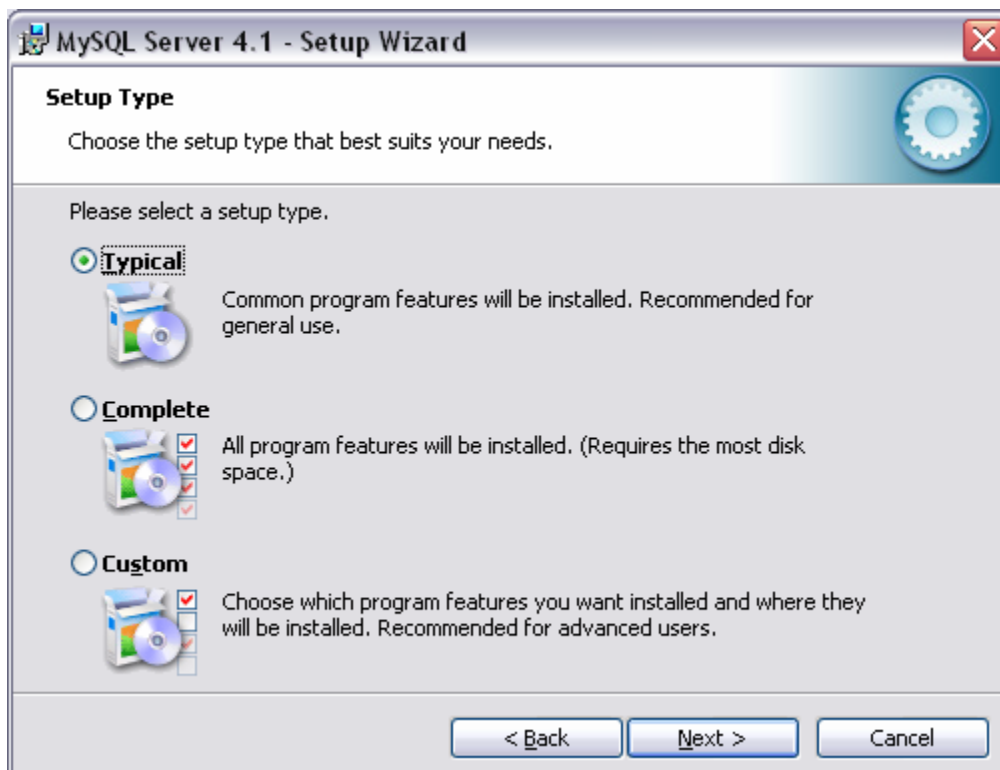 MySQL Server 4.1 - Setup Wizard
Setup Type
Choose the setup type that best suits your needs.
Please select a setup type.
Typical
Common program features will be installed. Recommended for
general use.
Complete
All program features will be installed. (Requires the most disk
space.)
Custom
Choose which program features you want installed and where they
will be installed. Recommended for advanced users.
< Back
Next >
Cancel